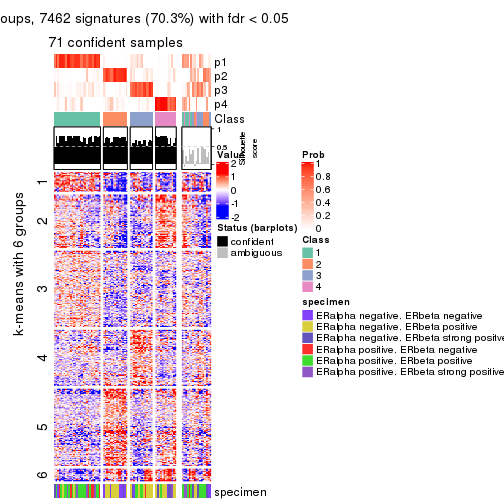 oups, 7462 signatures (70.3%) with fdr < 0.05
71 confident samples
p1
p2
p3
p4
Class
1
0.5
0
Silhouette
score
Value
2
1
0
-1
-2
Status (barplots)
confident
ambiguous
Prob
1
0.8
0.6
0.4
0.2
0
Class
1
2
3
4
specimen
ERalpha negative. ERbeta negative
ERalpha negative. ERbeta positive
ERalpha negative. ERbeta strong positive
ERalpha positive. ERbeta negative
ERalpha positive. ERbeta positive
ERalpha positive. ERbeta strong positive
k-means with 6 groups
1
2
3
4
5
6
specimen